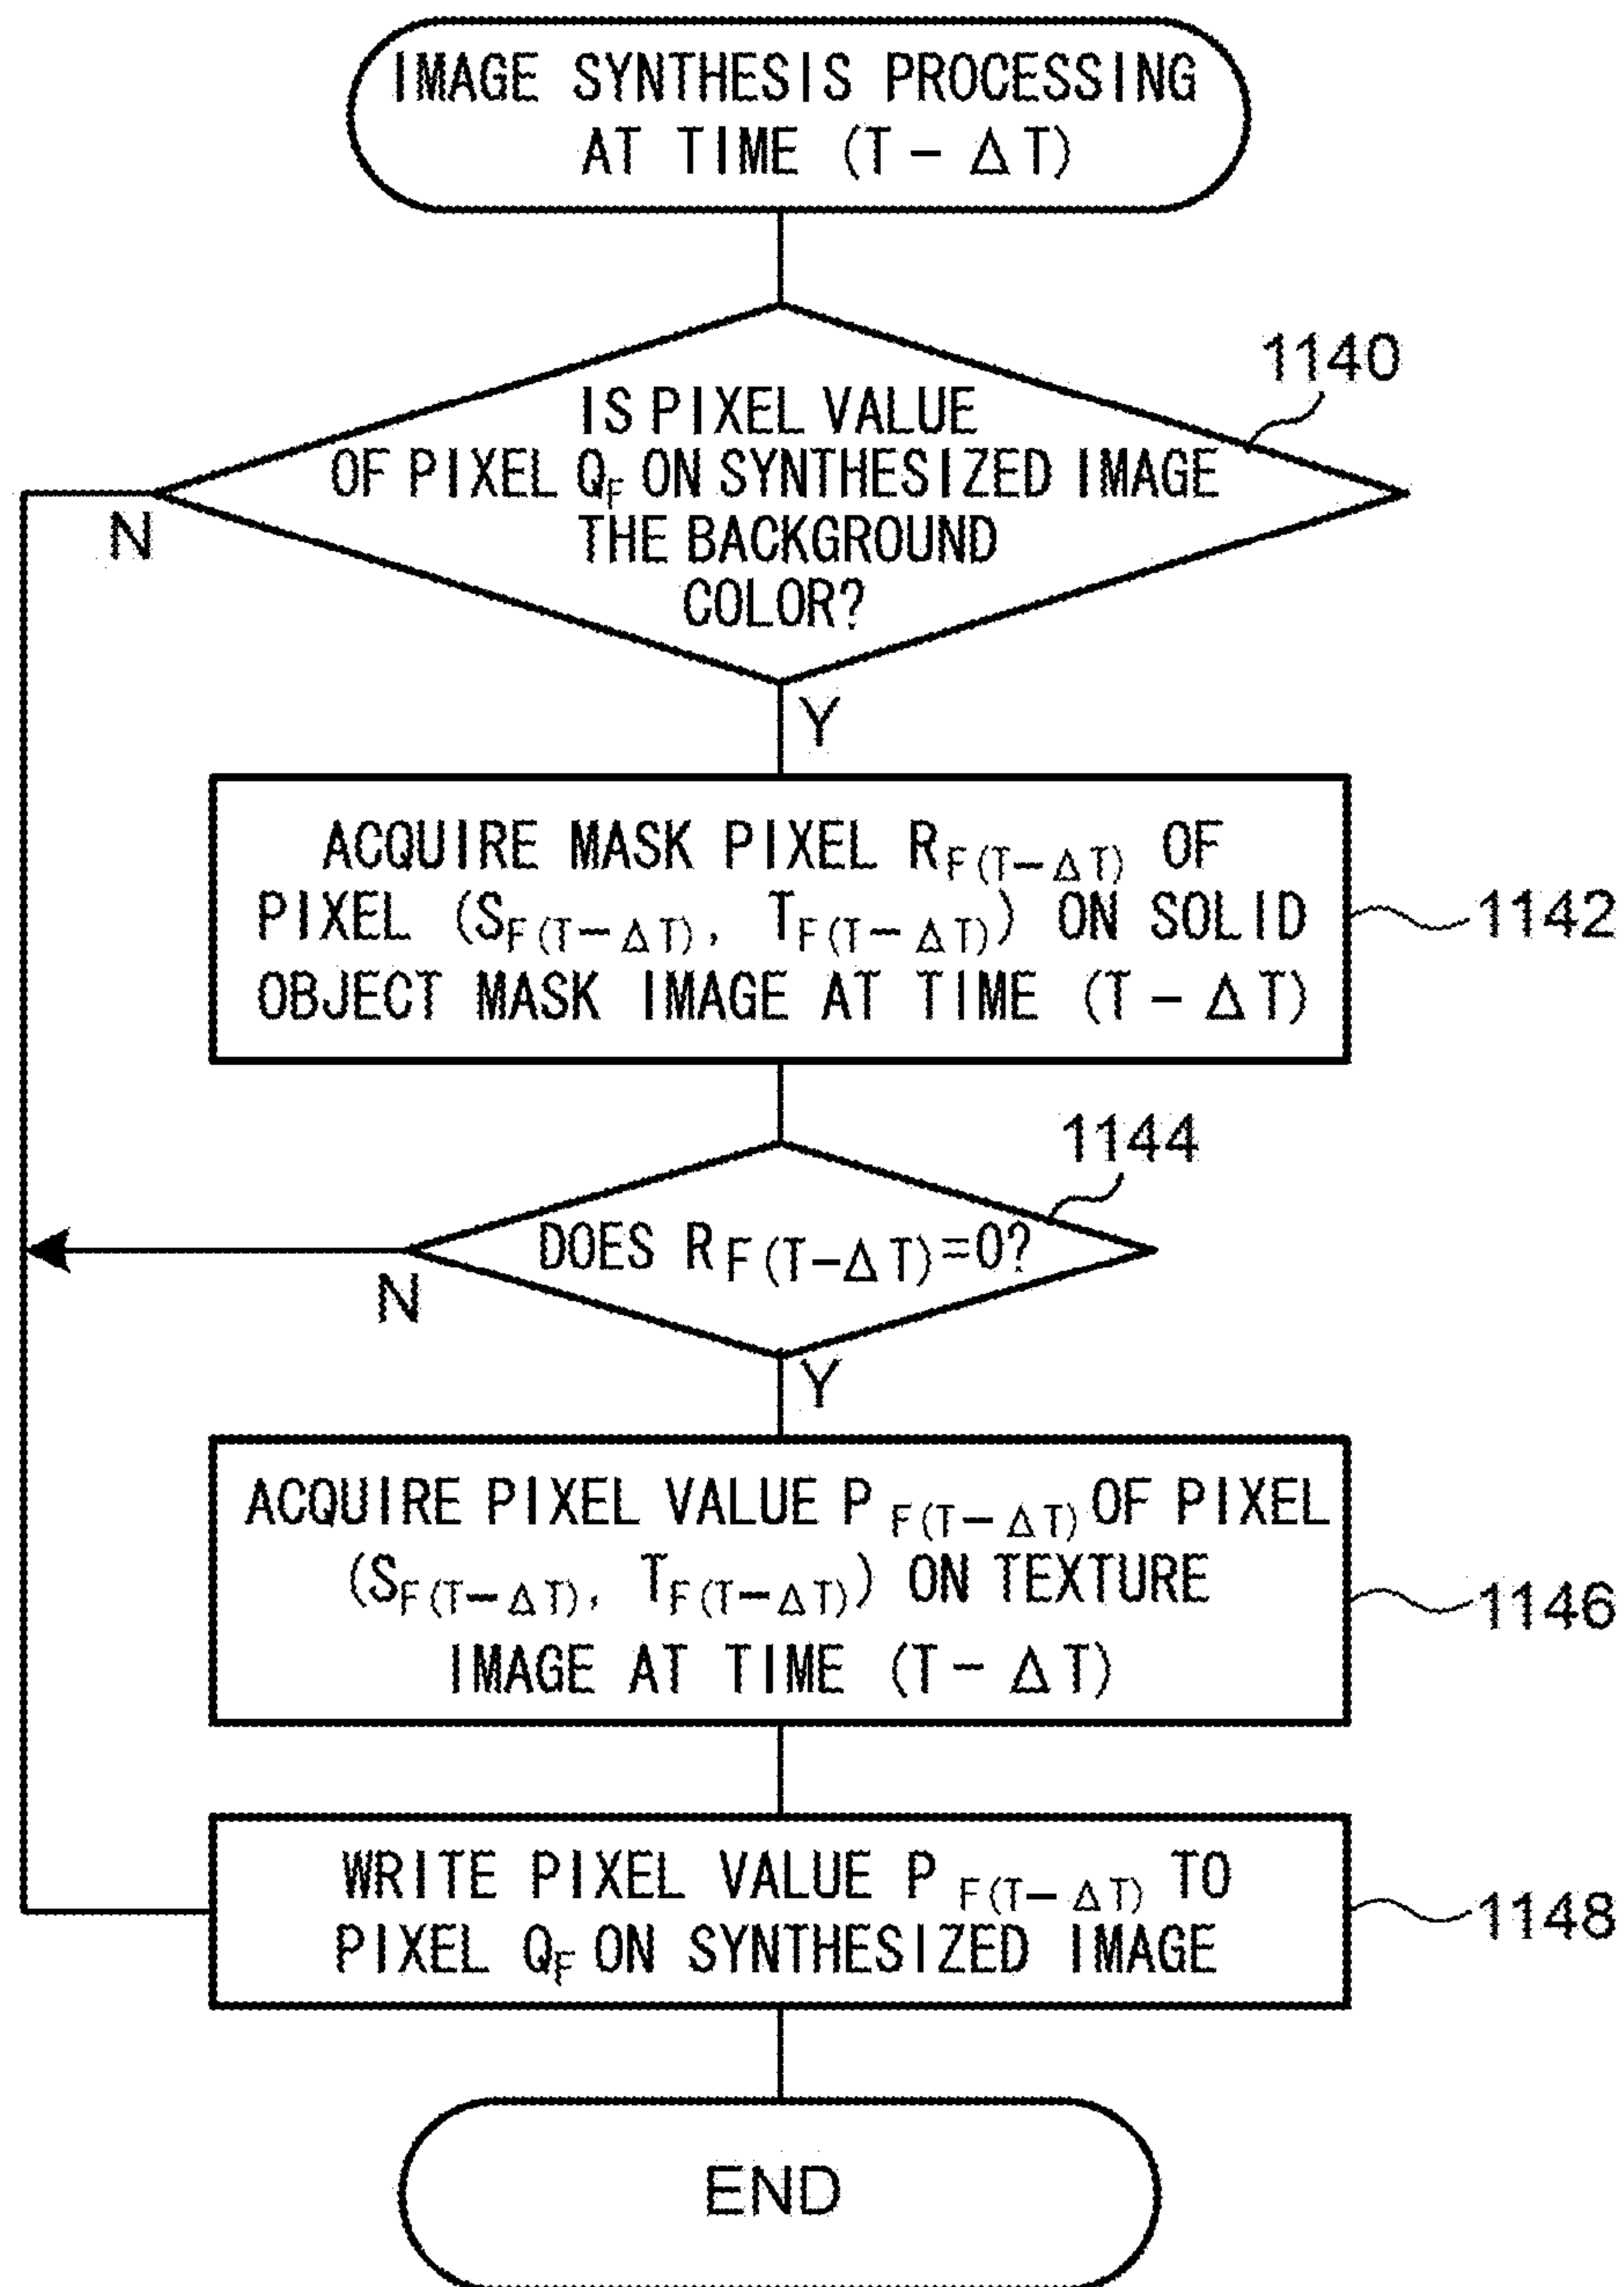 IMAGE SYNTHESIS PROCESSING
AT TIME (T - Δ T)
1140
IS PIXEL VALUE
OF PIXEL QF ON SYNTHESIZED IMAGE
THE BACKGROUND
COLOR?
N
Y
ACQUIRE MASK PIXEL RF(T-ΔT) OF
PIXEL (SF(T-ΔT), TF(T-ΔT)) ON SOLID
OBJECT MASK IMAGE AT TIME (T - Δ T)
1142
1144
DOES RF(T-ΔT)=0?
N
Y
ACQUIRE PIXEL VALUE PF(T-ΔT) OF PIXEL
(SF(T-ΔT), TF(T-ΔT)) ON TEXTURE
IMAGE AT TIME (T - Δ T)
1146
WRITE PIXEL VALUE PF(T-ΔT) TO
PIXEL QF ON SYNTHESIZED IMAGE
1148
END